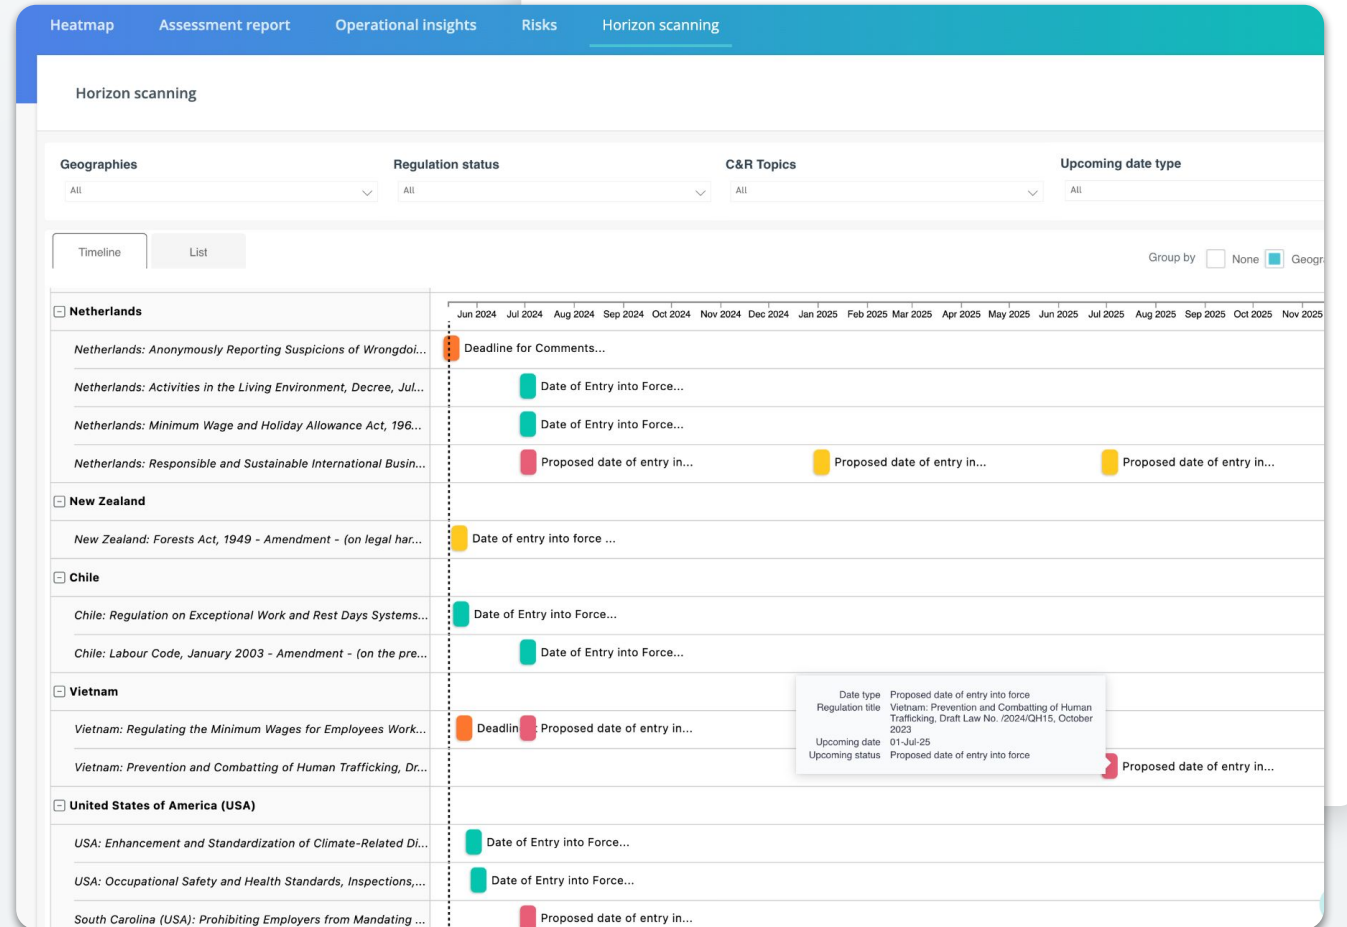 Heatmap Assessment report Operational insights Risks Horizon scanning
Horizon scanning
Geographies Regulation status C&R Topics Upcoming date type
All All All All
Timeline List Group by None Geogr
Netherlands Jun 2024 Jul 2024 Aug 2024 Sep 2024 Oct 2024 Nov 2024 Dec 2024 Jan 2025 Feb 2025 Mar 2025 Apr 2025 May 2025 Jun 2025 Jul 2025 Aug 2025 Sep 2025 Oct 2025 Nov 2025
Netherlands: Anonymously Reporting Suspicions of Wrongdoi... Deadline for Comments...
Netherlands: Activities in the Living Environment, Decree, Jul... Date of Entry into Force...
Netherlands: Minimum Wage and Holiday Allowance Act, 196... Date of Entry into Force...
Netherlands: Responsible and Sustainable International Busin... Proposed date of entry in... Proposed date of entry in... Proposed date of entry in...
New Zealand
New Zealand: Forests Act, 1949 - Amendment - (on legal har... Date of entry into force ...
Chile
Chile: Regulation on Exceptional Work and Rest Days Systems... Date of Entry into Force...
Chile: Labour Code, January 2003 - Amendment - (on the pre... Date of Entry into Force...
Vietnam
Date type Proposed date of entry into force
Regulation title Vietnam: Prevention and Combatting of Human
Trafficking, Draft Law No. /2024/QH15, October
2023
Upcoming date 01-Jul-25
Upcoming status Proposed date of entry into force
Vietnam: Regulating the Minimum Wages for Employees Work... Deadlin Proposed date of entry in...
Vietnam: Prevention and Combatting of Human Trafficking, Dr... Proposed date of entry in...
United States of America (USA)
USA: Enhancement and Standardization of Climate-Related Di... Date of Entry into Force...
USA: Occupational Safety and Health Standards, Inspections,... Date of Entry into Force...
South Carolina (USA): Prohibiting Employers from Mandating ... Proposed date of entry in...